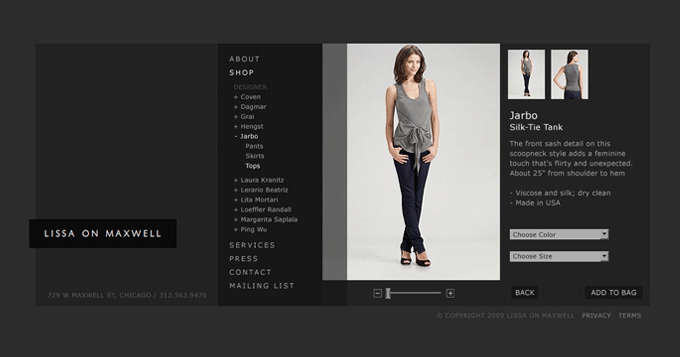 ABOUT
SHOP
DESIGNER
+ Coven
+ Dagmar
+ Grai
+ Hengst
- Jarbo
Pants
Skirts
Tops
+ Laura Kranitz
+ Lerario Beatriz
+ Lita Mortari
+ Loeffler Randall
+ Margarita Saplala
+ Ping Wu
SERVICES
PRESS
CONTACT
MAILING LIST
LISSA ON MAXWELL
729 W MAXWELL ST, CHICAGO / 312.563.9470
Jarbo
Silk-Tie Tank
The front sash detail on this
scoopneck style adds a feminine
touch that's flirty and unexpected.
About 25" from shoulder to hem
- Viscose and silk; dry clean
- Made in USA
Choose Color
Choose Size
BACK
ADD TO BAG
© COPYRIGHT 2009 LISSA ON MAXWELL PRIVACY TERMS